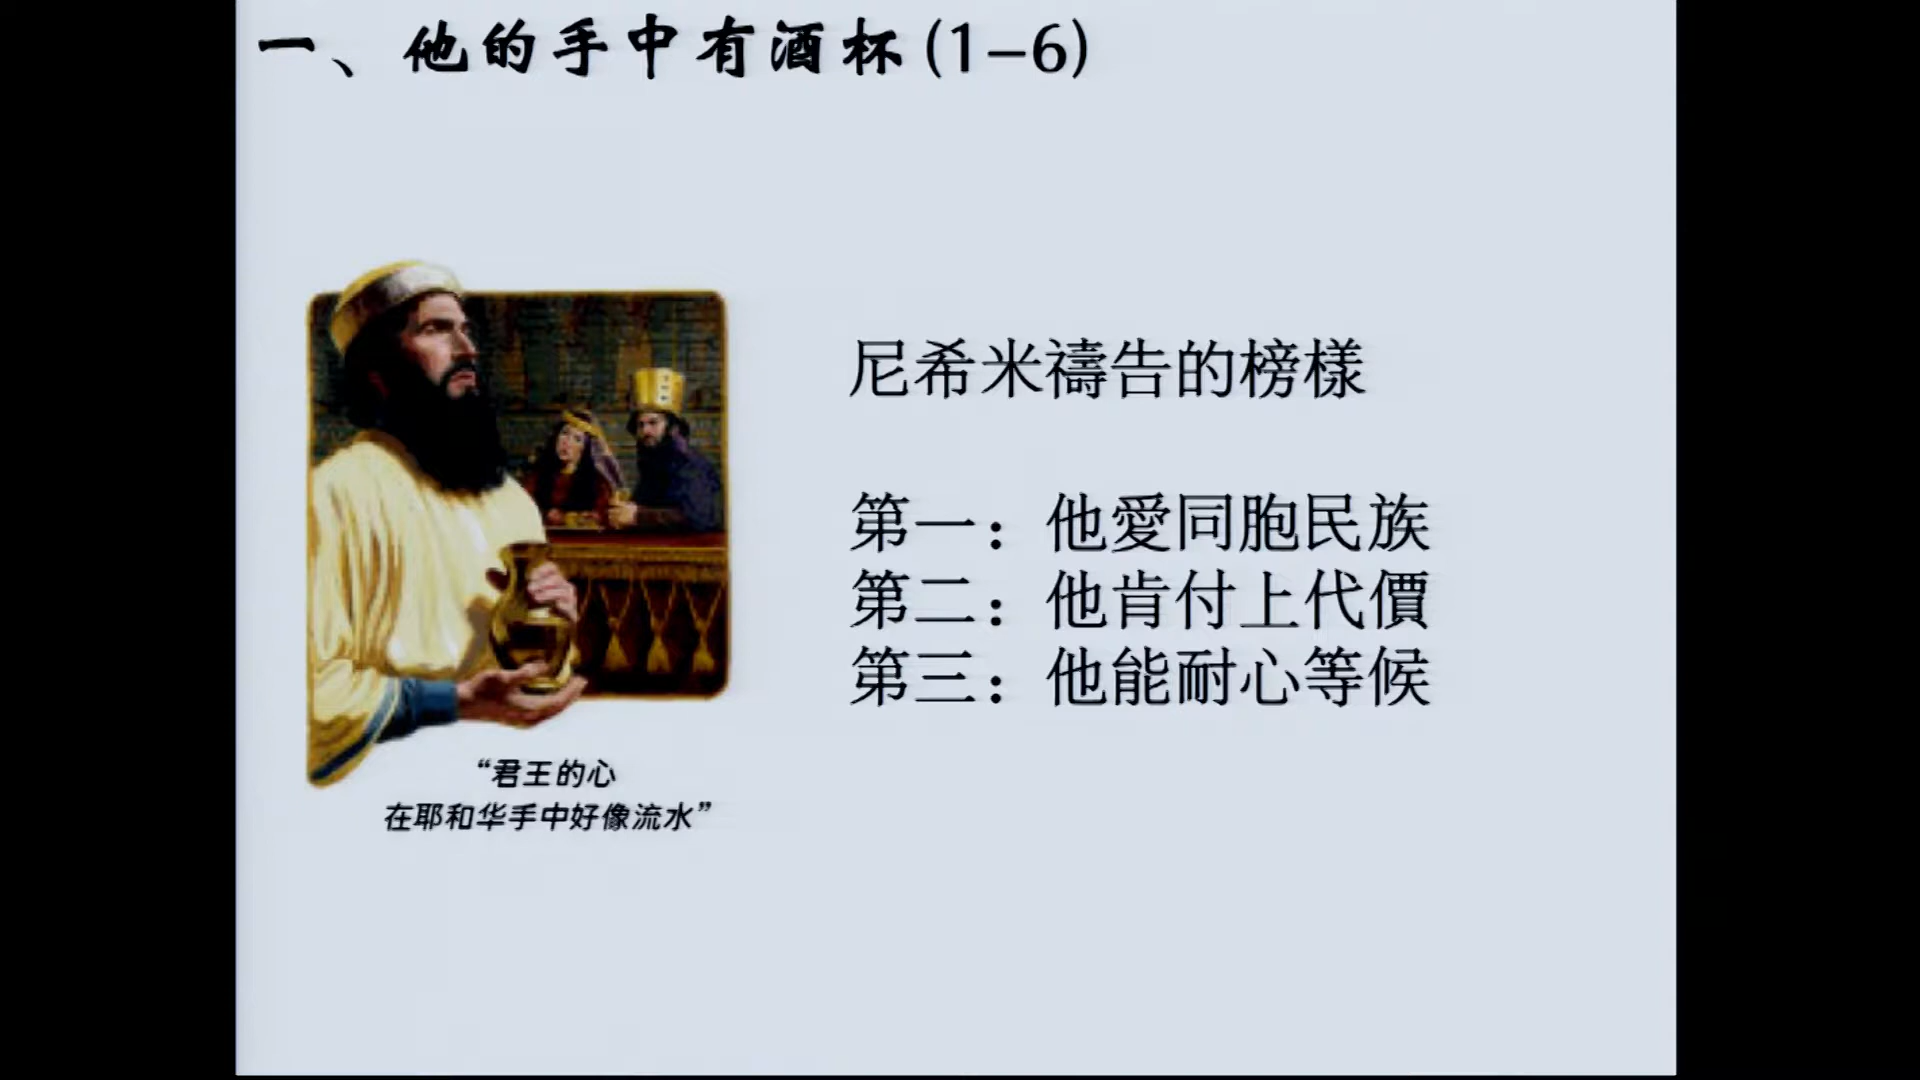 一、他的手中有酒杯(1-6)
尼希米禱告的榜樣
第一：他愛同胞民族
第二：他肯付上代價
第三：他能耐心等候
“君王的心
在耶和华手中好像流水”